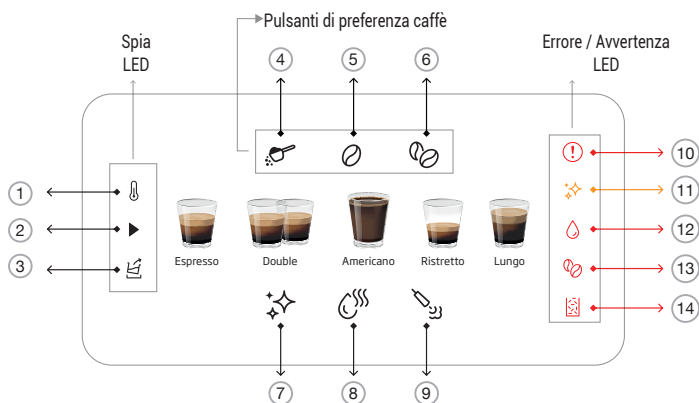 Pulsanti di preferenza caffè
Spia
LED
Errore / Avvertenza
LED
4
5
6
1
2
3
10
11
12
13
14
Espresso
Double
Americano
Ristretto
Lungo
7
8
9